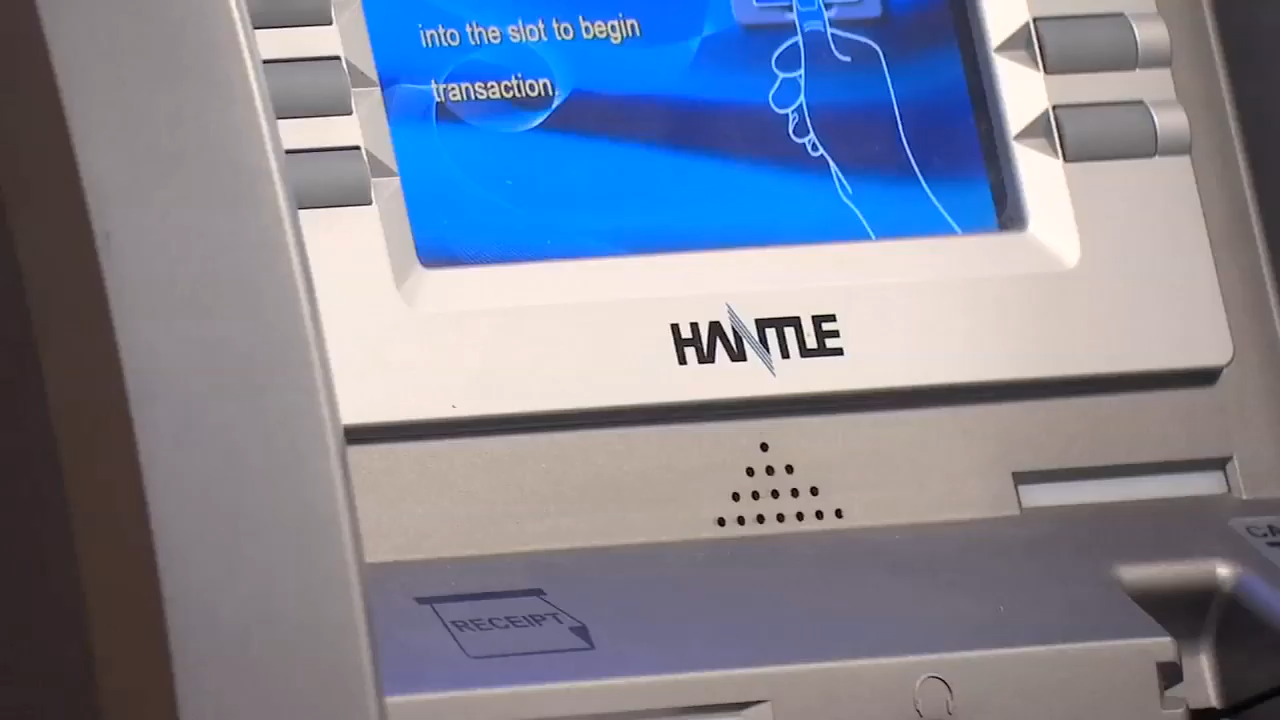 into the slot to begin
transaction.
HANTLE
RECEIPT